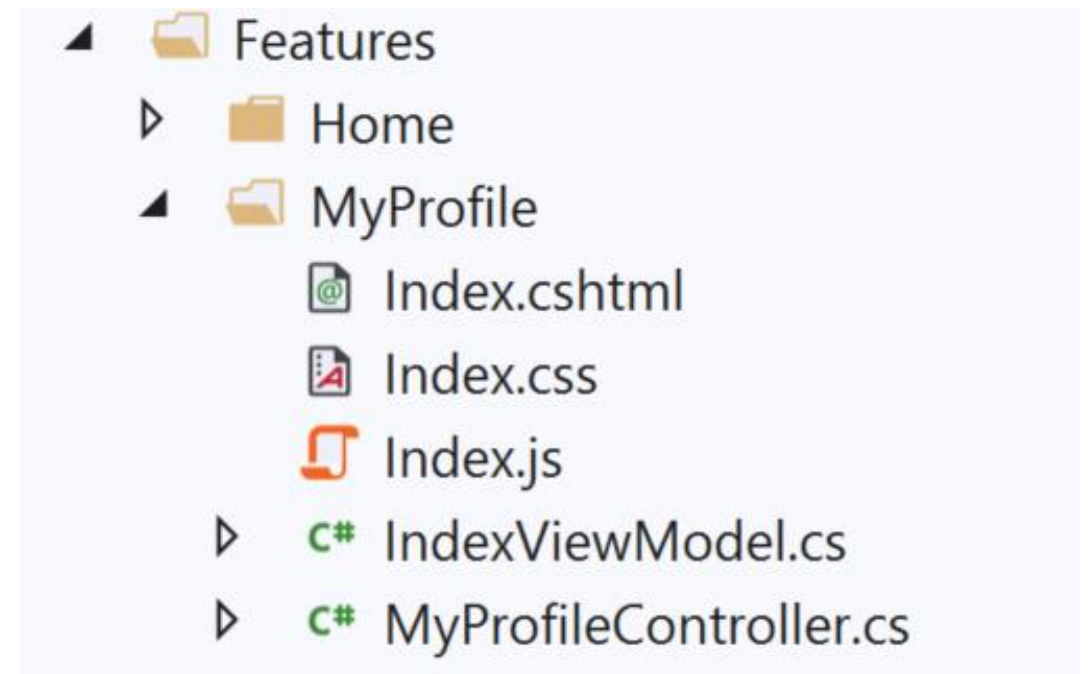 Features
Home
MyProfile
Index.cshtml
Index.css
Index.js
C# IndexViewModel.cs
C# MyProfileController.cs